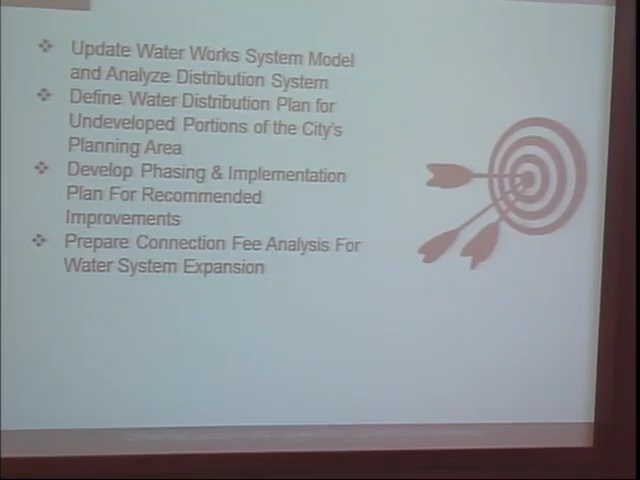 Update Water Works System Model
and Analyze Distribution System
Define Water Distribution Plan for
Undeveloped Portions of the City's
Planning Area
Develop Phasing & Implementation
Plan For Recommended
Improvements
Prepare Connection Fee Analysis For
Water System Expansion